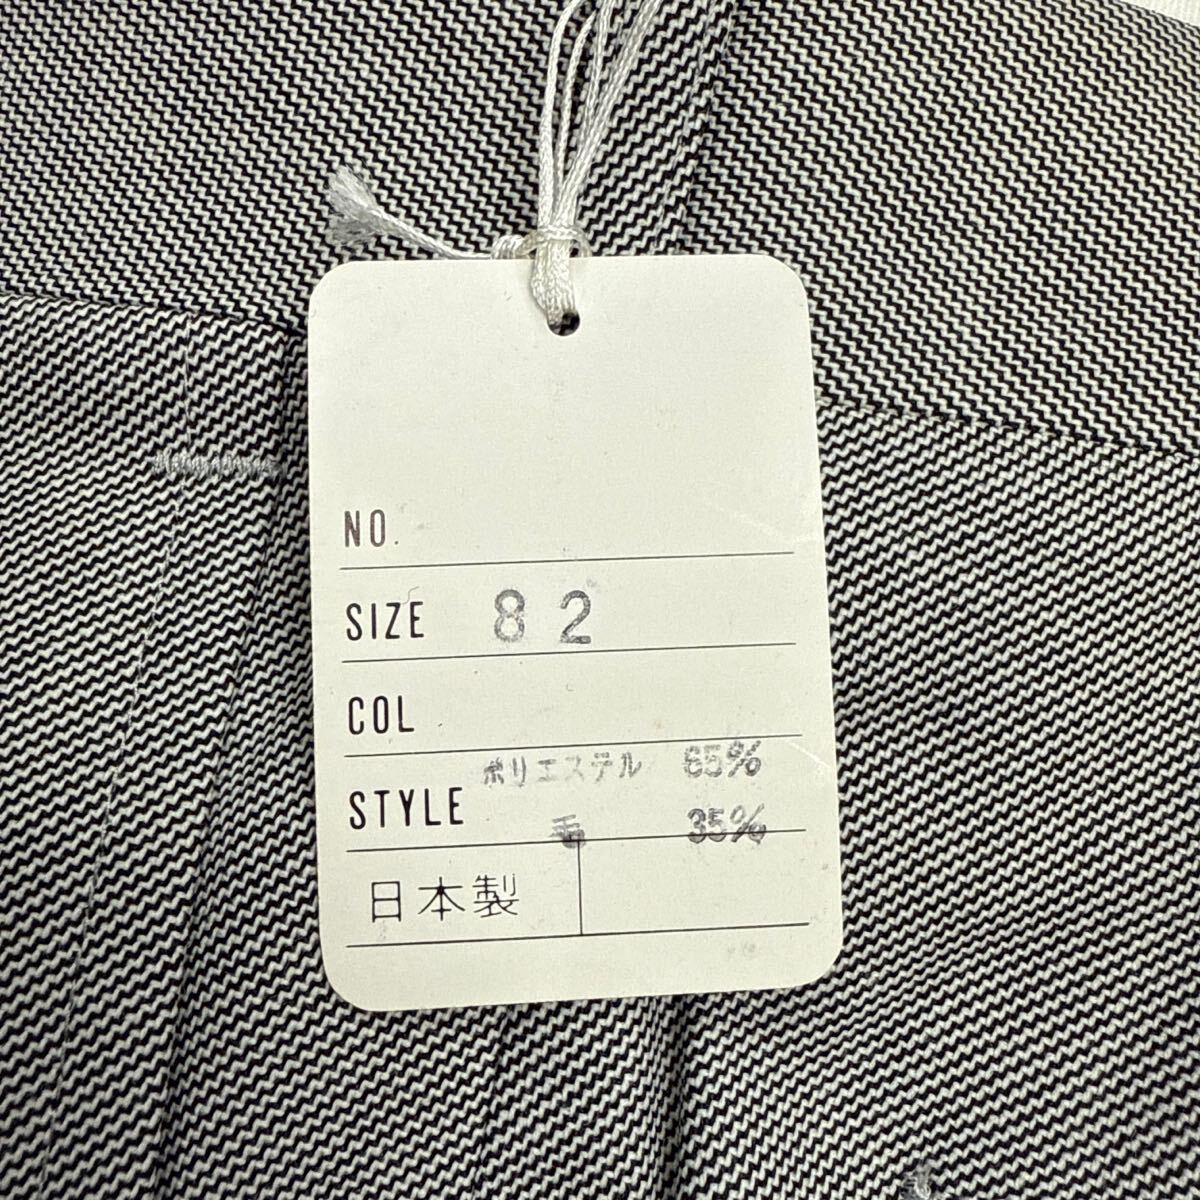 NO.
SIZE 82
COL
ポリエステル 65%
STYLE
毛 35%
日本製